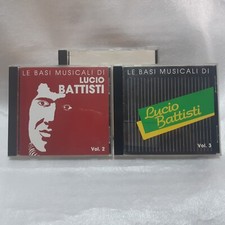 LE BASI MUSICALI DI
LUCIO
BATTISTI
Vol. 2
LE BASI MUSICALI DI
Lucio
Battisti
Vol. 3